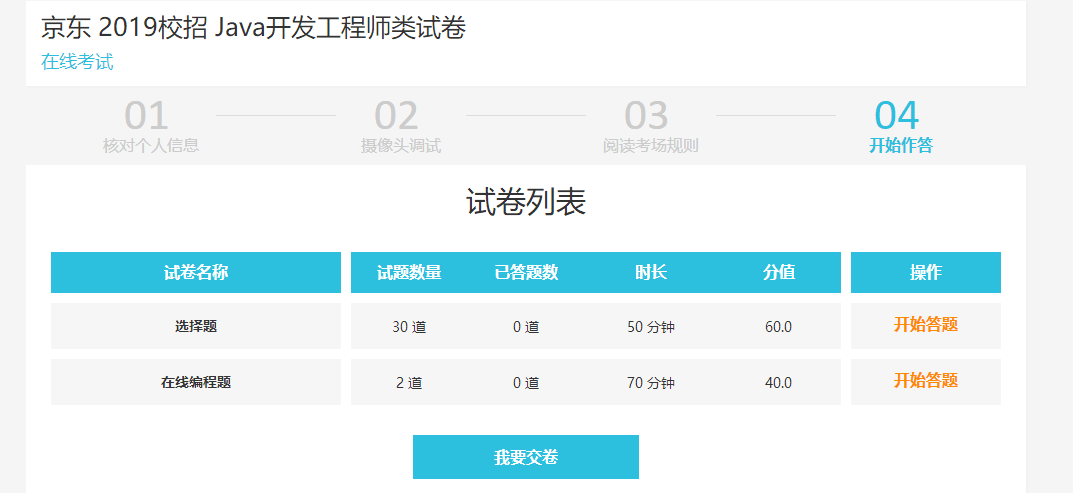 京东 2019校招 Java开发工程师类试卷
在线考试
01 02 03 04
核对个人信息 摄像头调试 阅读考场规则 开始作答
试卷列表
试卷名称 试题数量 已答题数 时长 分值 操作
选择题 30 道 0 道 50 分钟 60.0 开始答题
在线编程题 2 道 0 道 70 分钟 40.0 开始答题
我要交卷